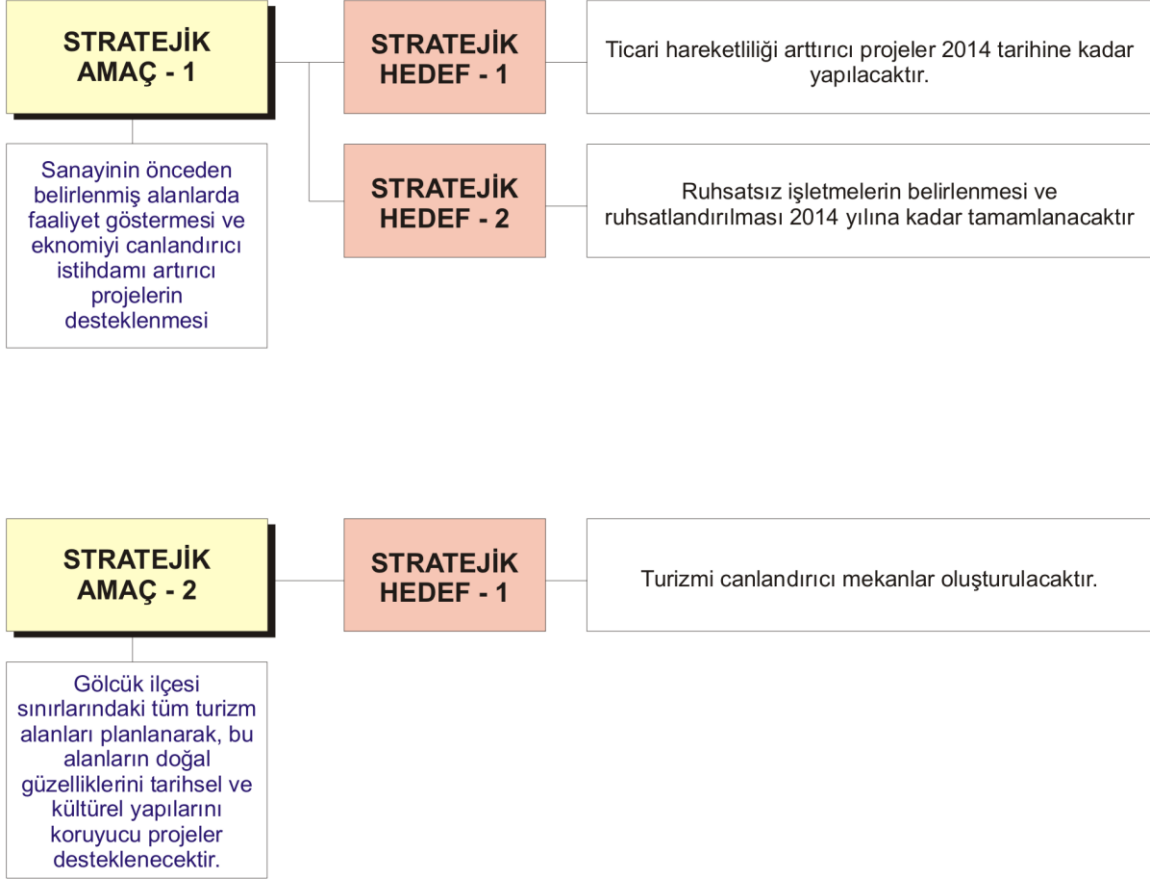 STRATEJİK
AMAÇ - 1
STRATEJİK
HEDEF - 1
Ticari hareketliliği arttırıcı projeler 2014 tarihine kadar
yapılacaktır.
Sanayinin önceden
belirlenmiş alanlarda
faaliyet göstermesi ve
eknomiyi canlandırıcı
istihdamı artırıcı
projelerin
desteklenmesi
STRATEJİK
HEDEF - 2
Ruhsatsız işletmelerin belirlenmesi ve
ruhsatlandırılması 2014 yılına kadar tamamlanacaktır
STRATEJİK
AMAÇ - 2
STRATEJİK
HEDEF - 1
Turizmi canlandırıcı mekanlar oluşturulacaktır.
Gölcük ilçesi
sınırlarındaki tüm turizm
alanları planlanarak, bu
alanların doğal
güzelliklerini tarihsel ve
kültürel yapılarını
koruyucu projeler
desteklenecektir.